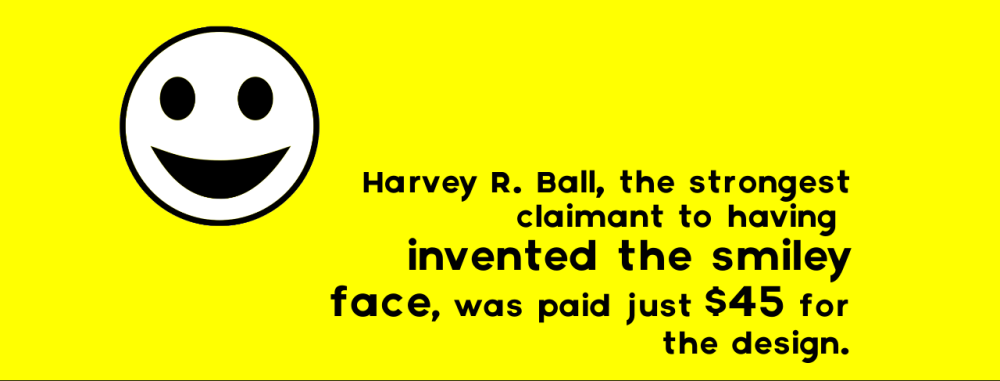 Harvey R. Ball, the strongest
claimant to having
invented the smiley
face, was paid just $45 for
the design.